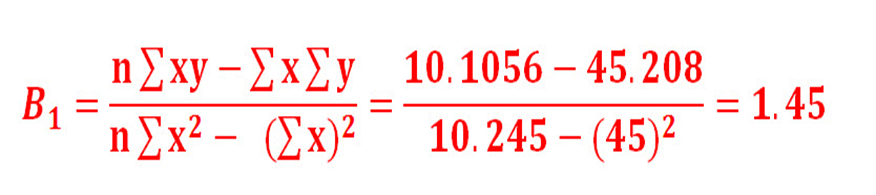 B₁ = (n∑xy − ∑x∑y)/(n∑x² − (∑x)²) = (10.1056 − 45.208)/(10.245 − (45)²) = 1.45